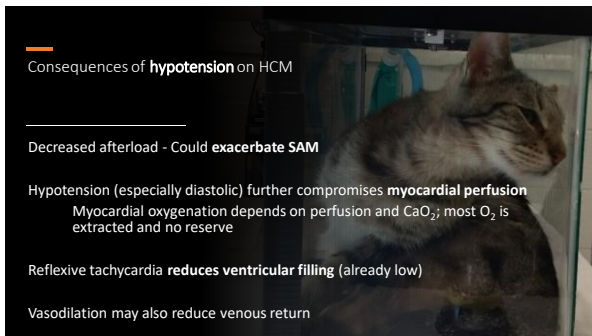 Consequences of hypotension on HCM
Decreased afterload - Could exacerbate SAM
Hypotension (especially diastolic) further compromises myocardial perfusion
Myocardial oxygenation depends on perfusion and CaO₂; most O₂ is
extracted and no reserve
Reflexive tachycardia reduces ventricular filling (already low)
Vasodilation may also reduce venous return